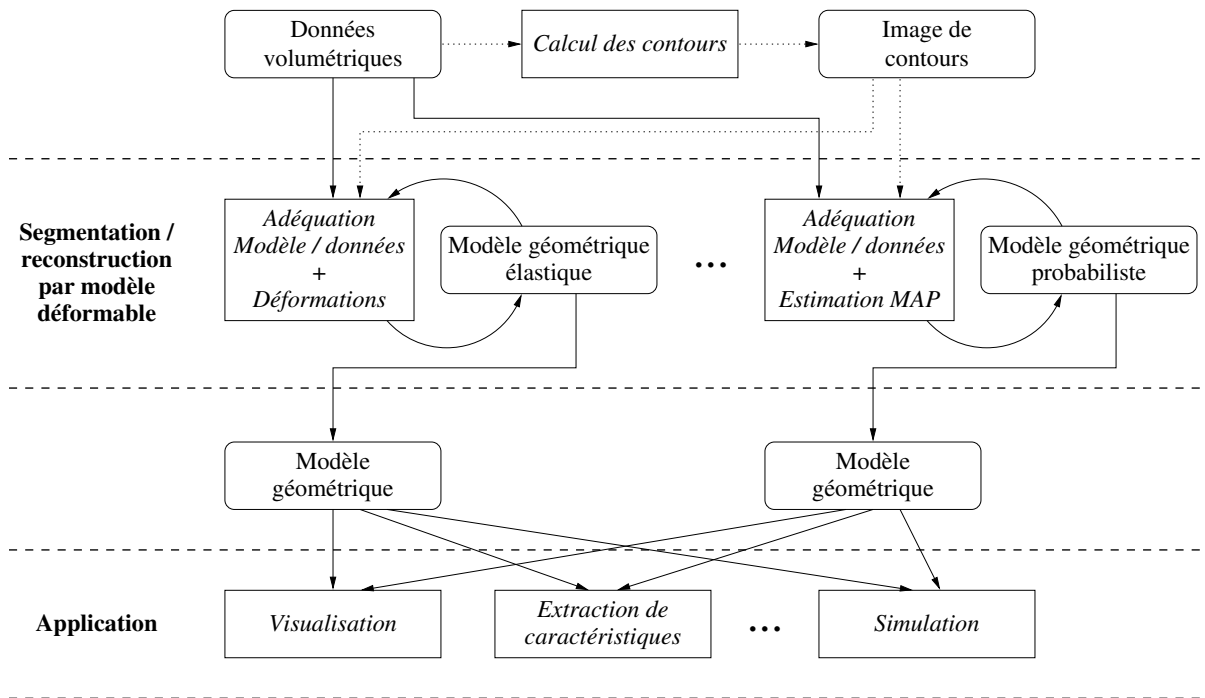 Données
volumétriques
Calcul des contours
Image de
contours
Segmentation /
reconstruction
par modèle
déformable
Adéquation
Modèle / données
+
Déformations
Modèle géométrique
élastique
...
Adéquation
Modèle / données
+
Estimation MAP
Modèle géométrique
probabiliste
Modèle
géométrique
Modèle
géométrique
Application
Visualisation
Extraction de
caractéristiques
...
Simulation